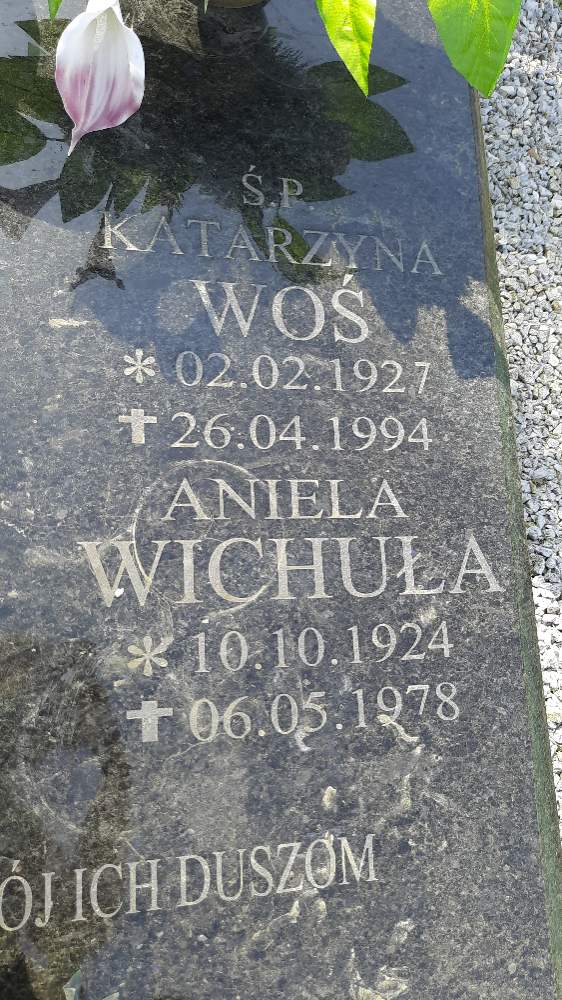 Ś.P
KATARZYNA
WOŚ
* 02.02.1927
✝ 26.04.1994
ANIELA
WICHUŁA
* 10.10.1924
✝ 06.05.1978
ÓJ ICH DUSZOM